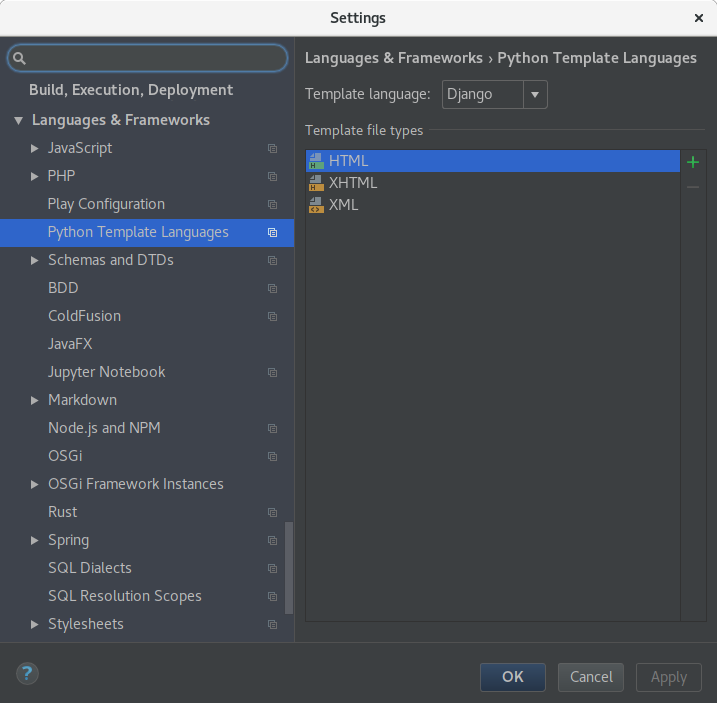 Settings
Build, Execution, Deployment
Languages & Frameworks
JavaScript
PHP
Play Configuration
Python Template Languages
Schemas and DTDs
BDD
ColdFusion
JavaFX
Jupyter Notebook
Markdown
Node.js and NPM
OSGi
OSGi Framework Instances
Rust
Spring
SQL Dialects
SQL Resolution Scopes
Stylesheets
Languages & Frameworks › Python Template Languages
Template language: Django
Template file types
HTML
XHTML
XML
?
OK Cancel Apply